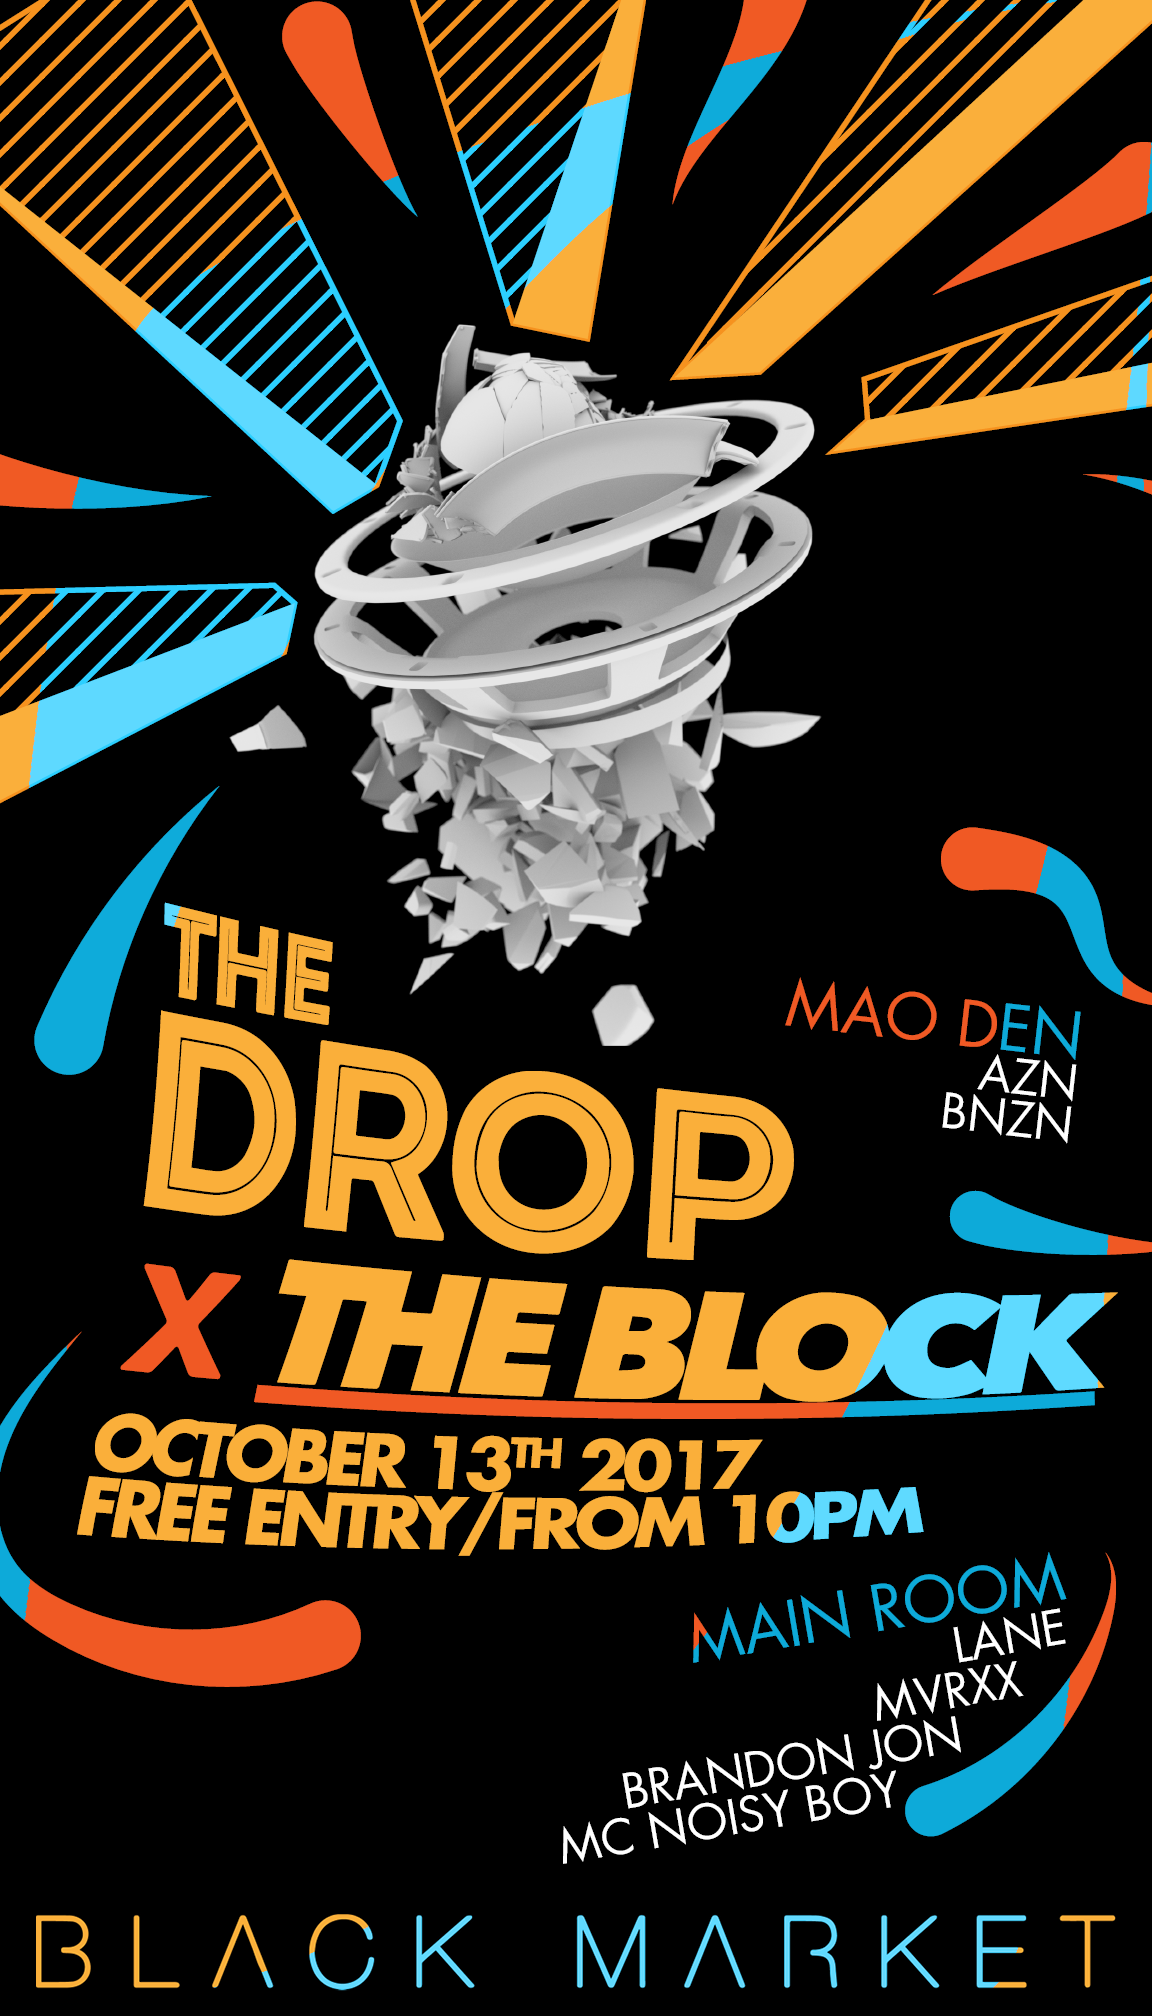 THE
DROP
X THE BLOCK
OCTOBER 13TH 2017
FREE ENTRY/FROM 10PM
MAO DEN
AZN
BNZN
MAIN ROOM
LANE
MVRXX
BRANDON JON
MC NOISY BOY
BLACK MARKET